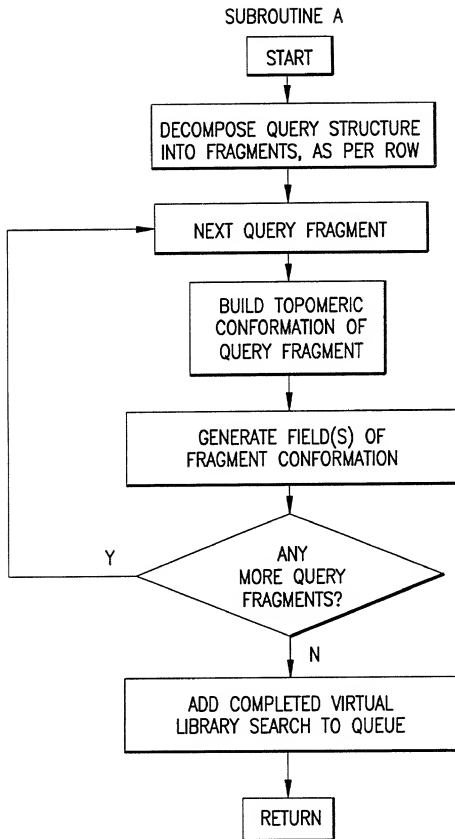 SUBROUTINE A
START
DECOMPOSE QUERY STRUCTURE
INTO FRAGMENTS, AS PER ROW
NEXT QUERY FRAGMENT
BUILD TOPOMERIC
CONFORMATION OF
QUERY FRAGMENT
GENERATE FIELD(S) OF
FRAGMENT CONFORMATION
Y
ANY
MORE QUERY
FRAGMENTS?
N
ADD COMPLETED VIRTUAL
LIBRARY SEARCH TO QUEUE
RETURN